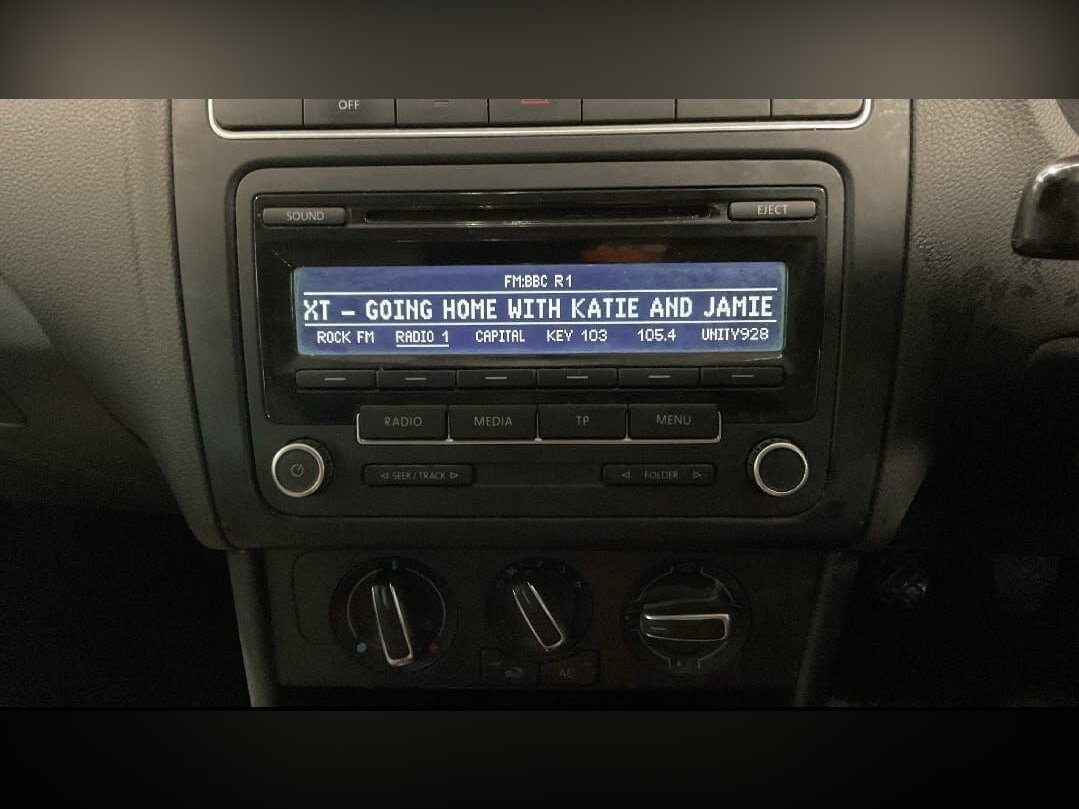 OFF
SOUND EJECT
FM:BBC R1
XT - GOING HOME WITH KATIE AND JAMIE
ROCK FM RADIO 1 CAPITAL KEY 103 105.4 UNITY928
RADIO MEDIA TP MENU
SEEK / TRACK FOLDER
AC